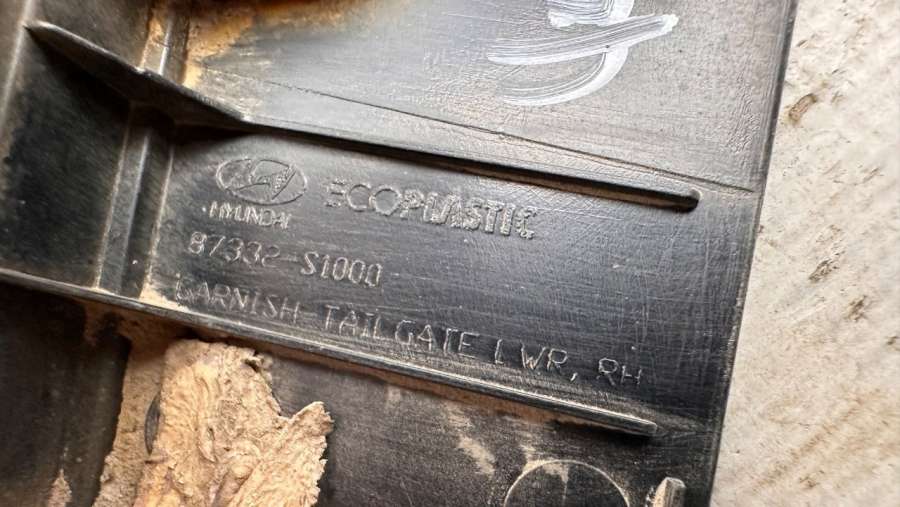 HYUNDAI ECOPLASTIC
87332-S1000
GARNISH TAILGATE LWR, RH